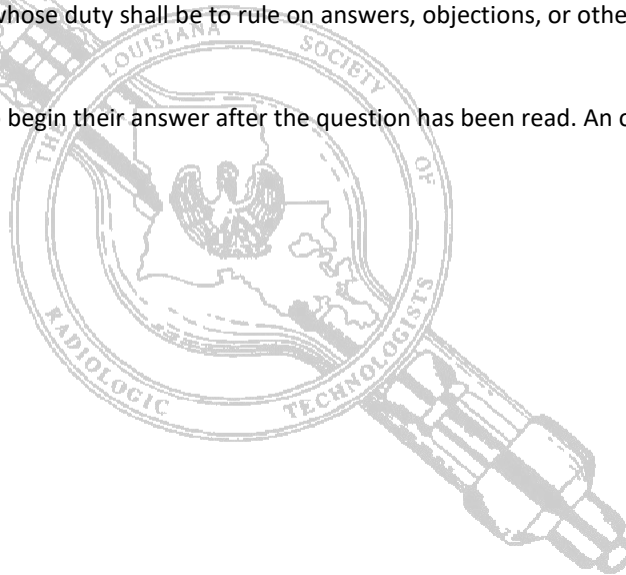 whose duty shall be to rule on answers, objections, or othe
begin their answer after the question has been read. An
THE LOUISIANA SOCIETY OF
RADIOLOGIC TECHNOLOGISTS